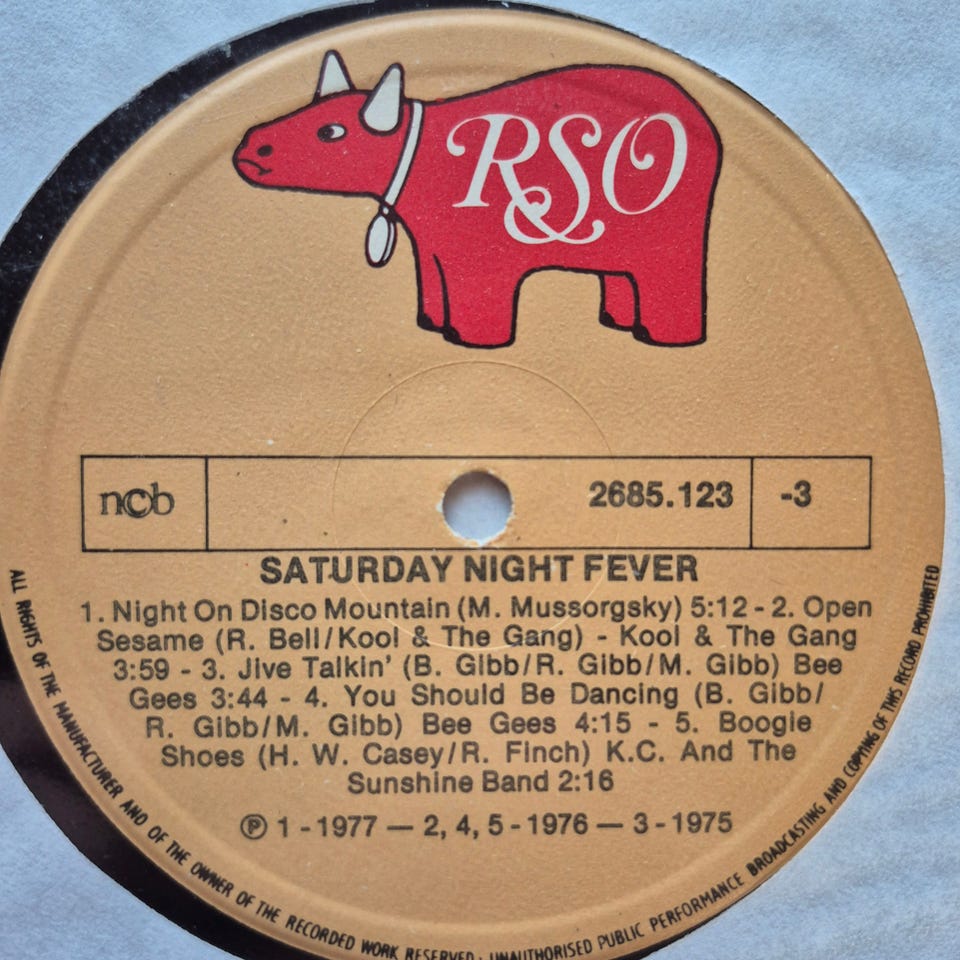 RSO
ncb
2685.123
-3
SATURDAY NIGHT FEVER
1. Night On Disco Mountain (M. Mussorgsky) 5:12 - 2. Open
Sesame (R. Bell/Kool & The Gang) - Kool & The Gang
3:59 - 3. Jive Talkin' (B. Gibb/R. Gibb/M. Gibb) Bee
Gees 3:44 - 4. You Should Be Dancing (B. Gibb/
R. Gibb/M. Gibb) Bee Gees 4:15 - 5. Boogie
Shoes (H. W. Casey/R. Finch) K.C. And The
Sunshine Band 2:16
Ⓟ 1 - 1977 — 2, 4, 5 - 1976 — 3 - 1975
ALL RIGHTS OF THE MANUFACTURER AND OF THE OWNER OF THE RECORDED WORK RESERVED. UNAUTHORISED PUBLIC PERFORMANCE BROADCASTING AND COPYING OF THIS RECORD PROHIBITED